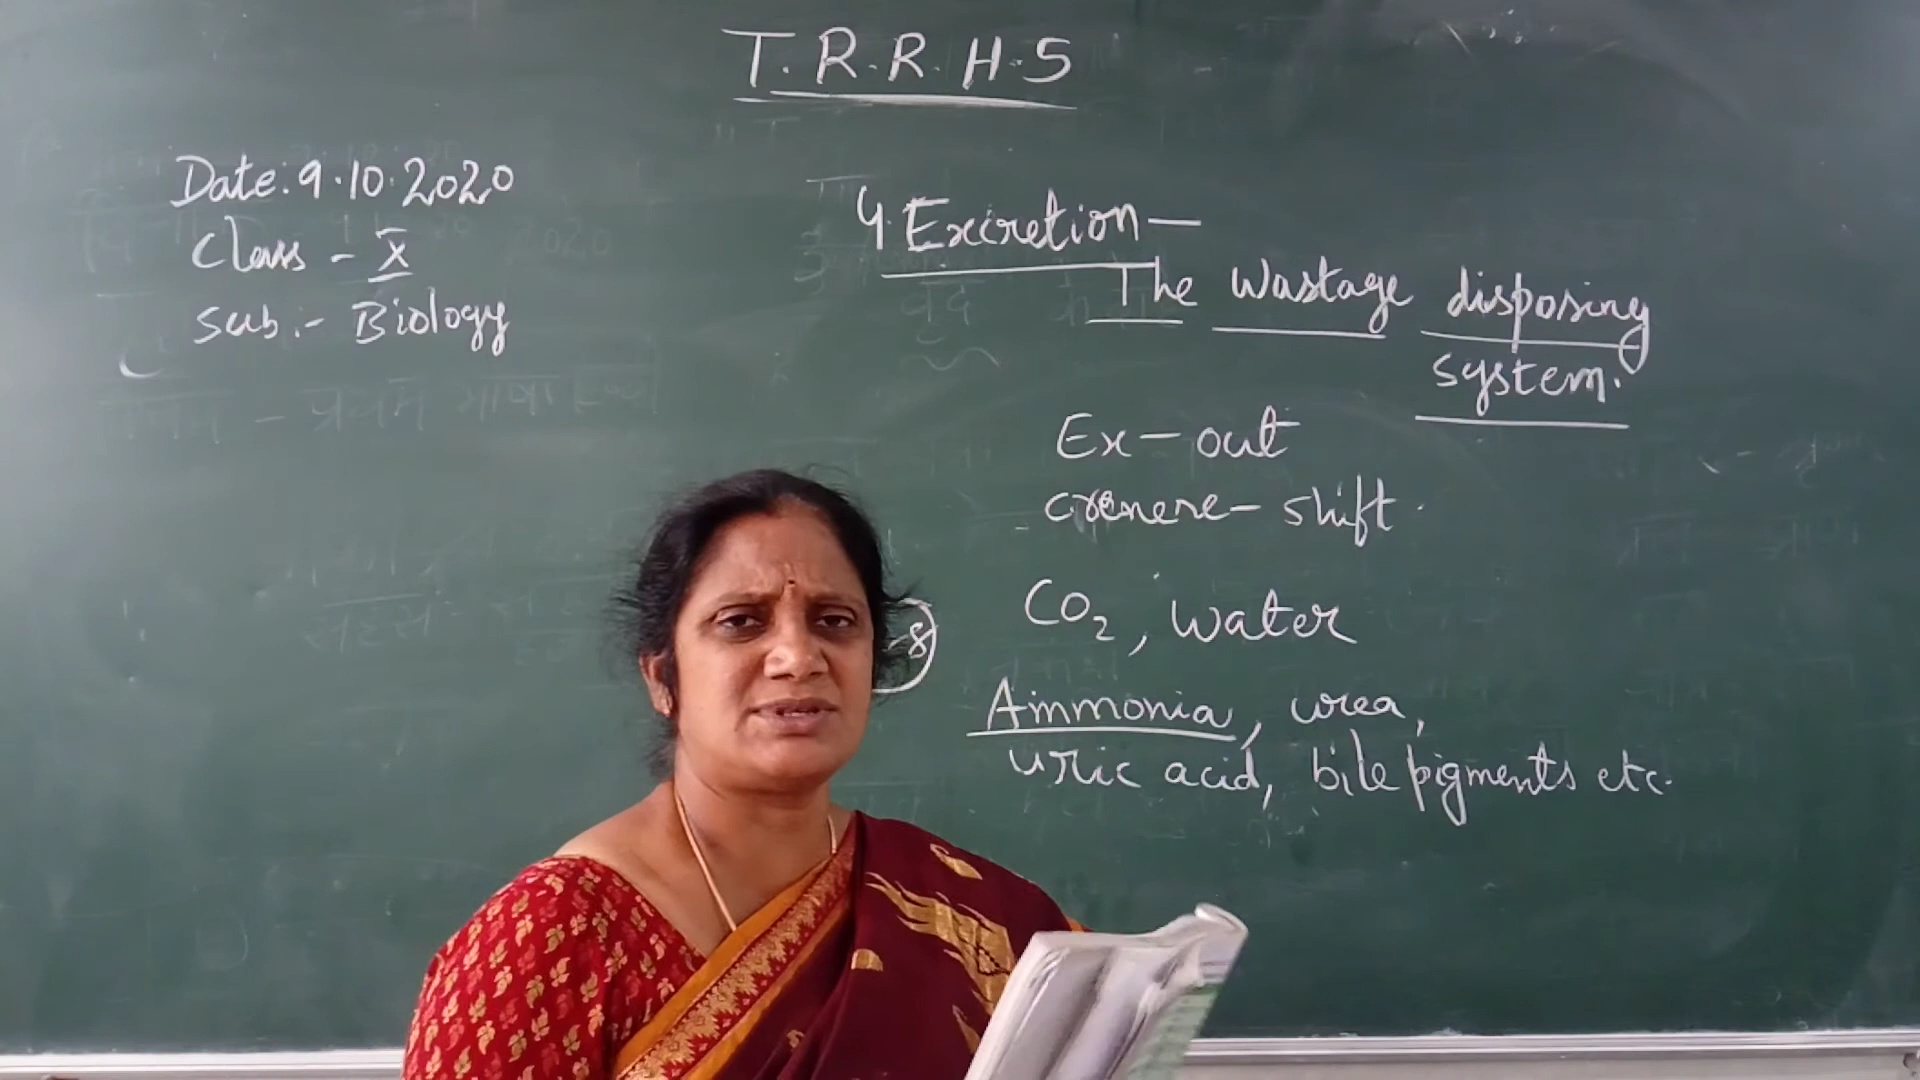 T.R.R.H.S
Date:9.10.2020
Class - X
Sub:- Biology
4. Excretion-
The Wastage disposing
system.
Ex-out
crenere-shift
CO₂, water
8
Ammonia, urea,
uric acid, bile pigments etc.